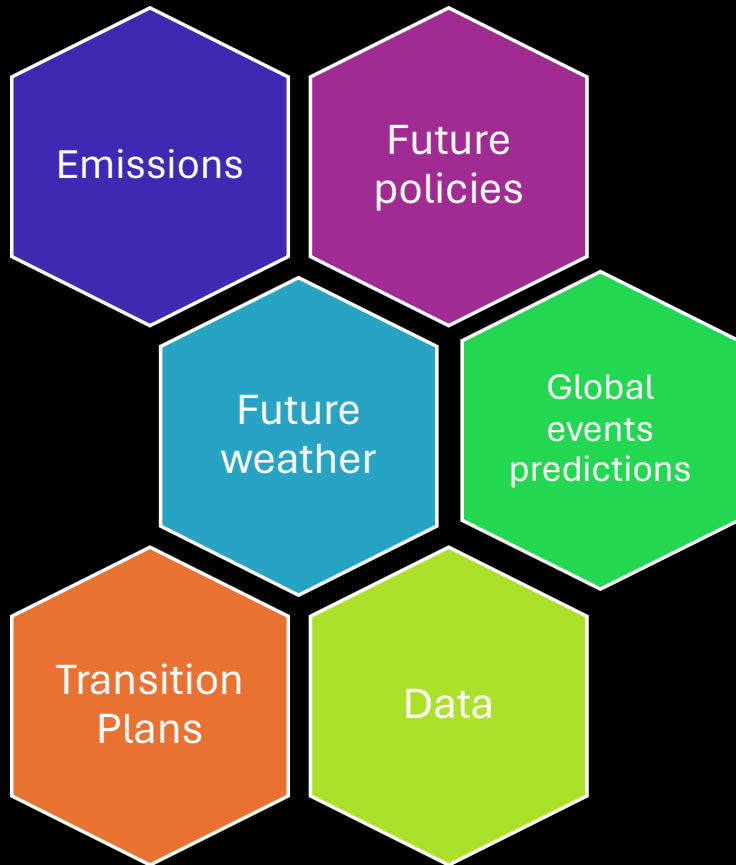 Emissions
Future
policies
Future
weather
Global
events
predictions
Transition
Plans
Data